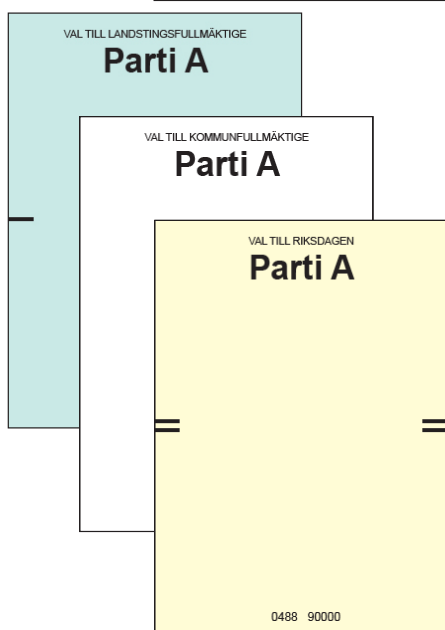 VAL TILL LANDSTINGSFULLMÄKTIGE
Parti A
VAL TILL KOMMUNFULLMÄKTIGE
Parti A
VAL TILL RIKSDAGEN
Parti A
0488 90000